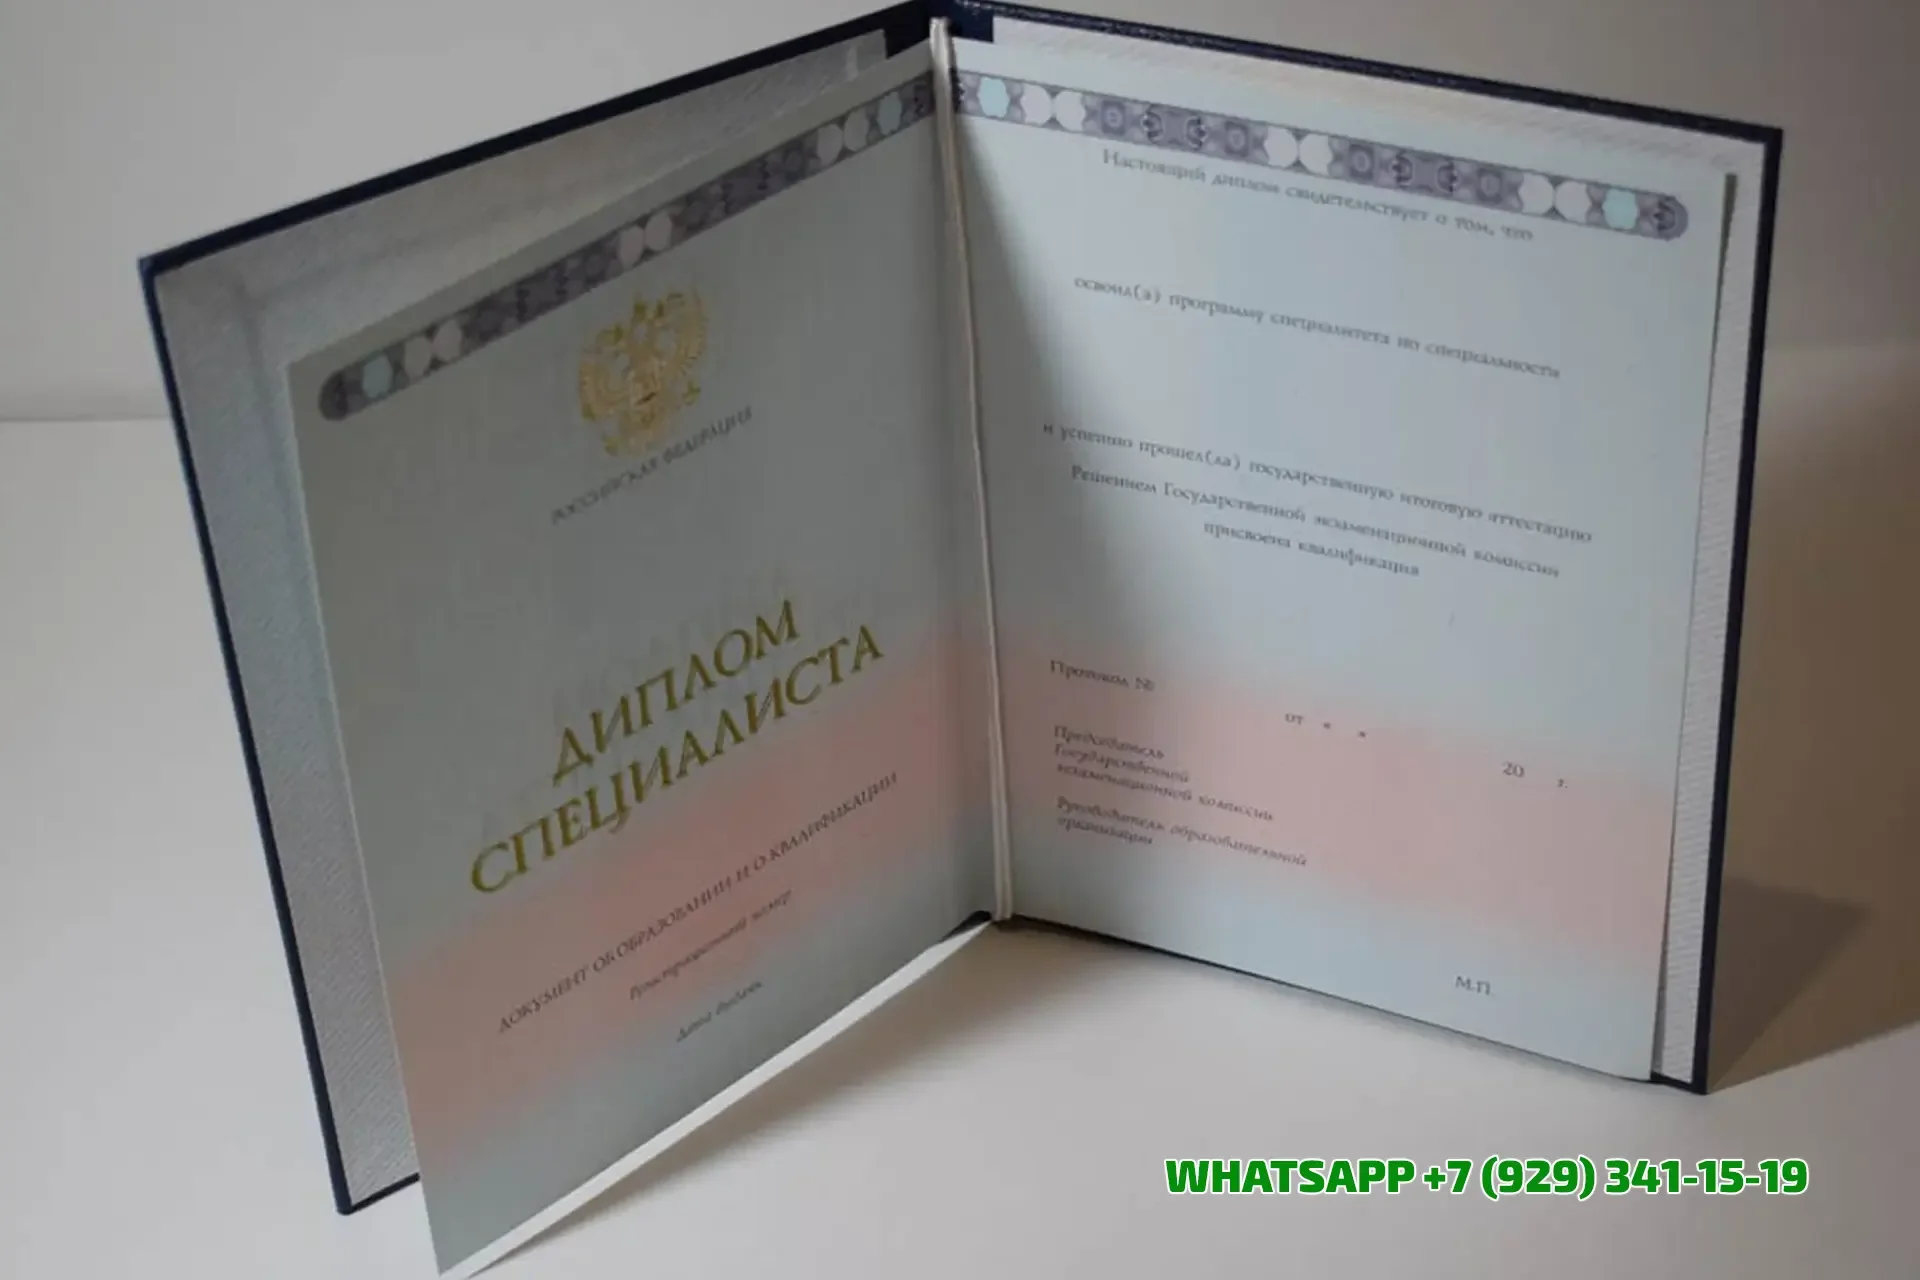 РОССИЙСКАЯ ФЕДЕРАЦИЯ
ДИПЛОМ
СПЕЦИАЛИСТА
ДОКУМЕНТ ОБ ОБРАЗОВАНИИ И О КВАЛИФИКАЦИИ
Регистрационный номер
Дата выдачи
Настоящий диплом свидетельствует о том, что
освоил(а) программу специалитета по специальности
и успешно прошел(ла) государственную итоговую аттестацию
Решением Государственной экзаменационной комиссии
присвоена квалификация
Протокол №
от « » 20 г.
Председатель
Государственной
экзаменационной комиссии
Руководитель образовательной
организации
М.П.
WHATSAPP +7 (929) 341-15-19